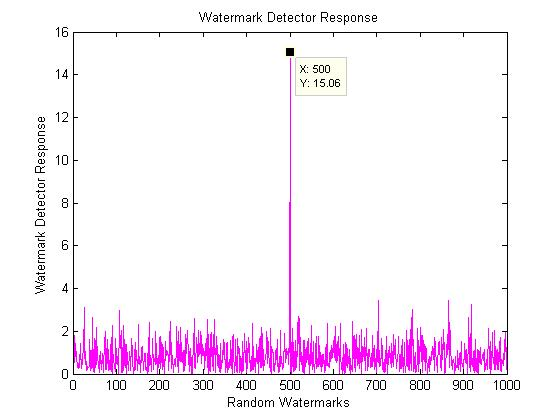 Watermark Detector Response
16
14
12
10
8
6
4
2
0
Watermark Detector Response
X: 500
Y: 15.06
0 100 200 300 400 500 600 700 800 900 1000
Random Watermarks